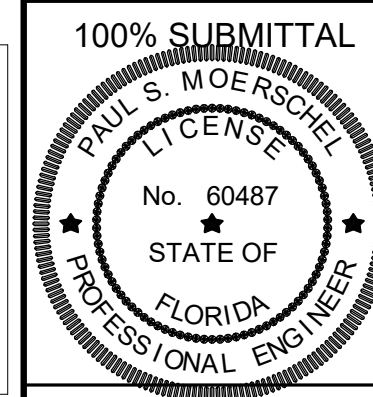 100% SUBMITTAL
PAUL S. MOERSCHEL
LICENSE
No. 60487
STATE OF
FLORIDA
PROFESSIONAL ENGINEER